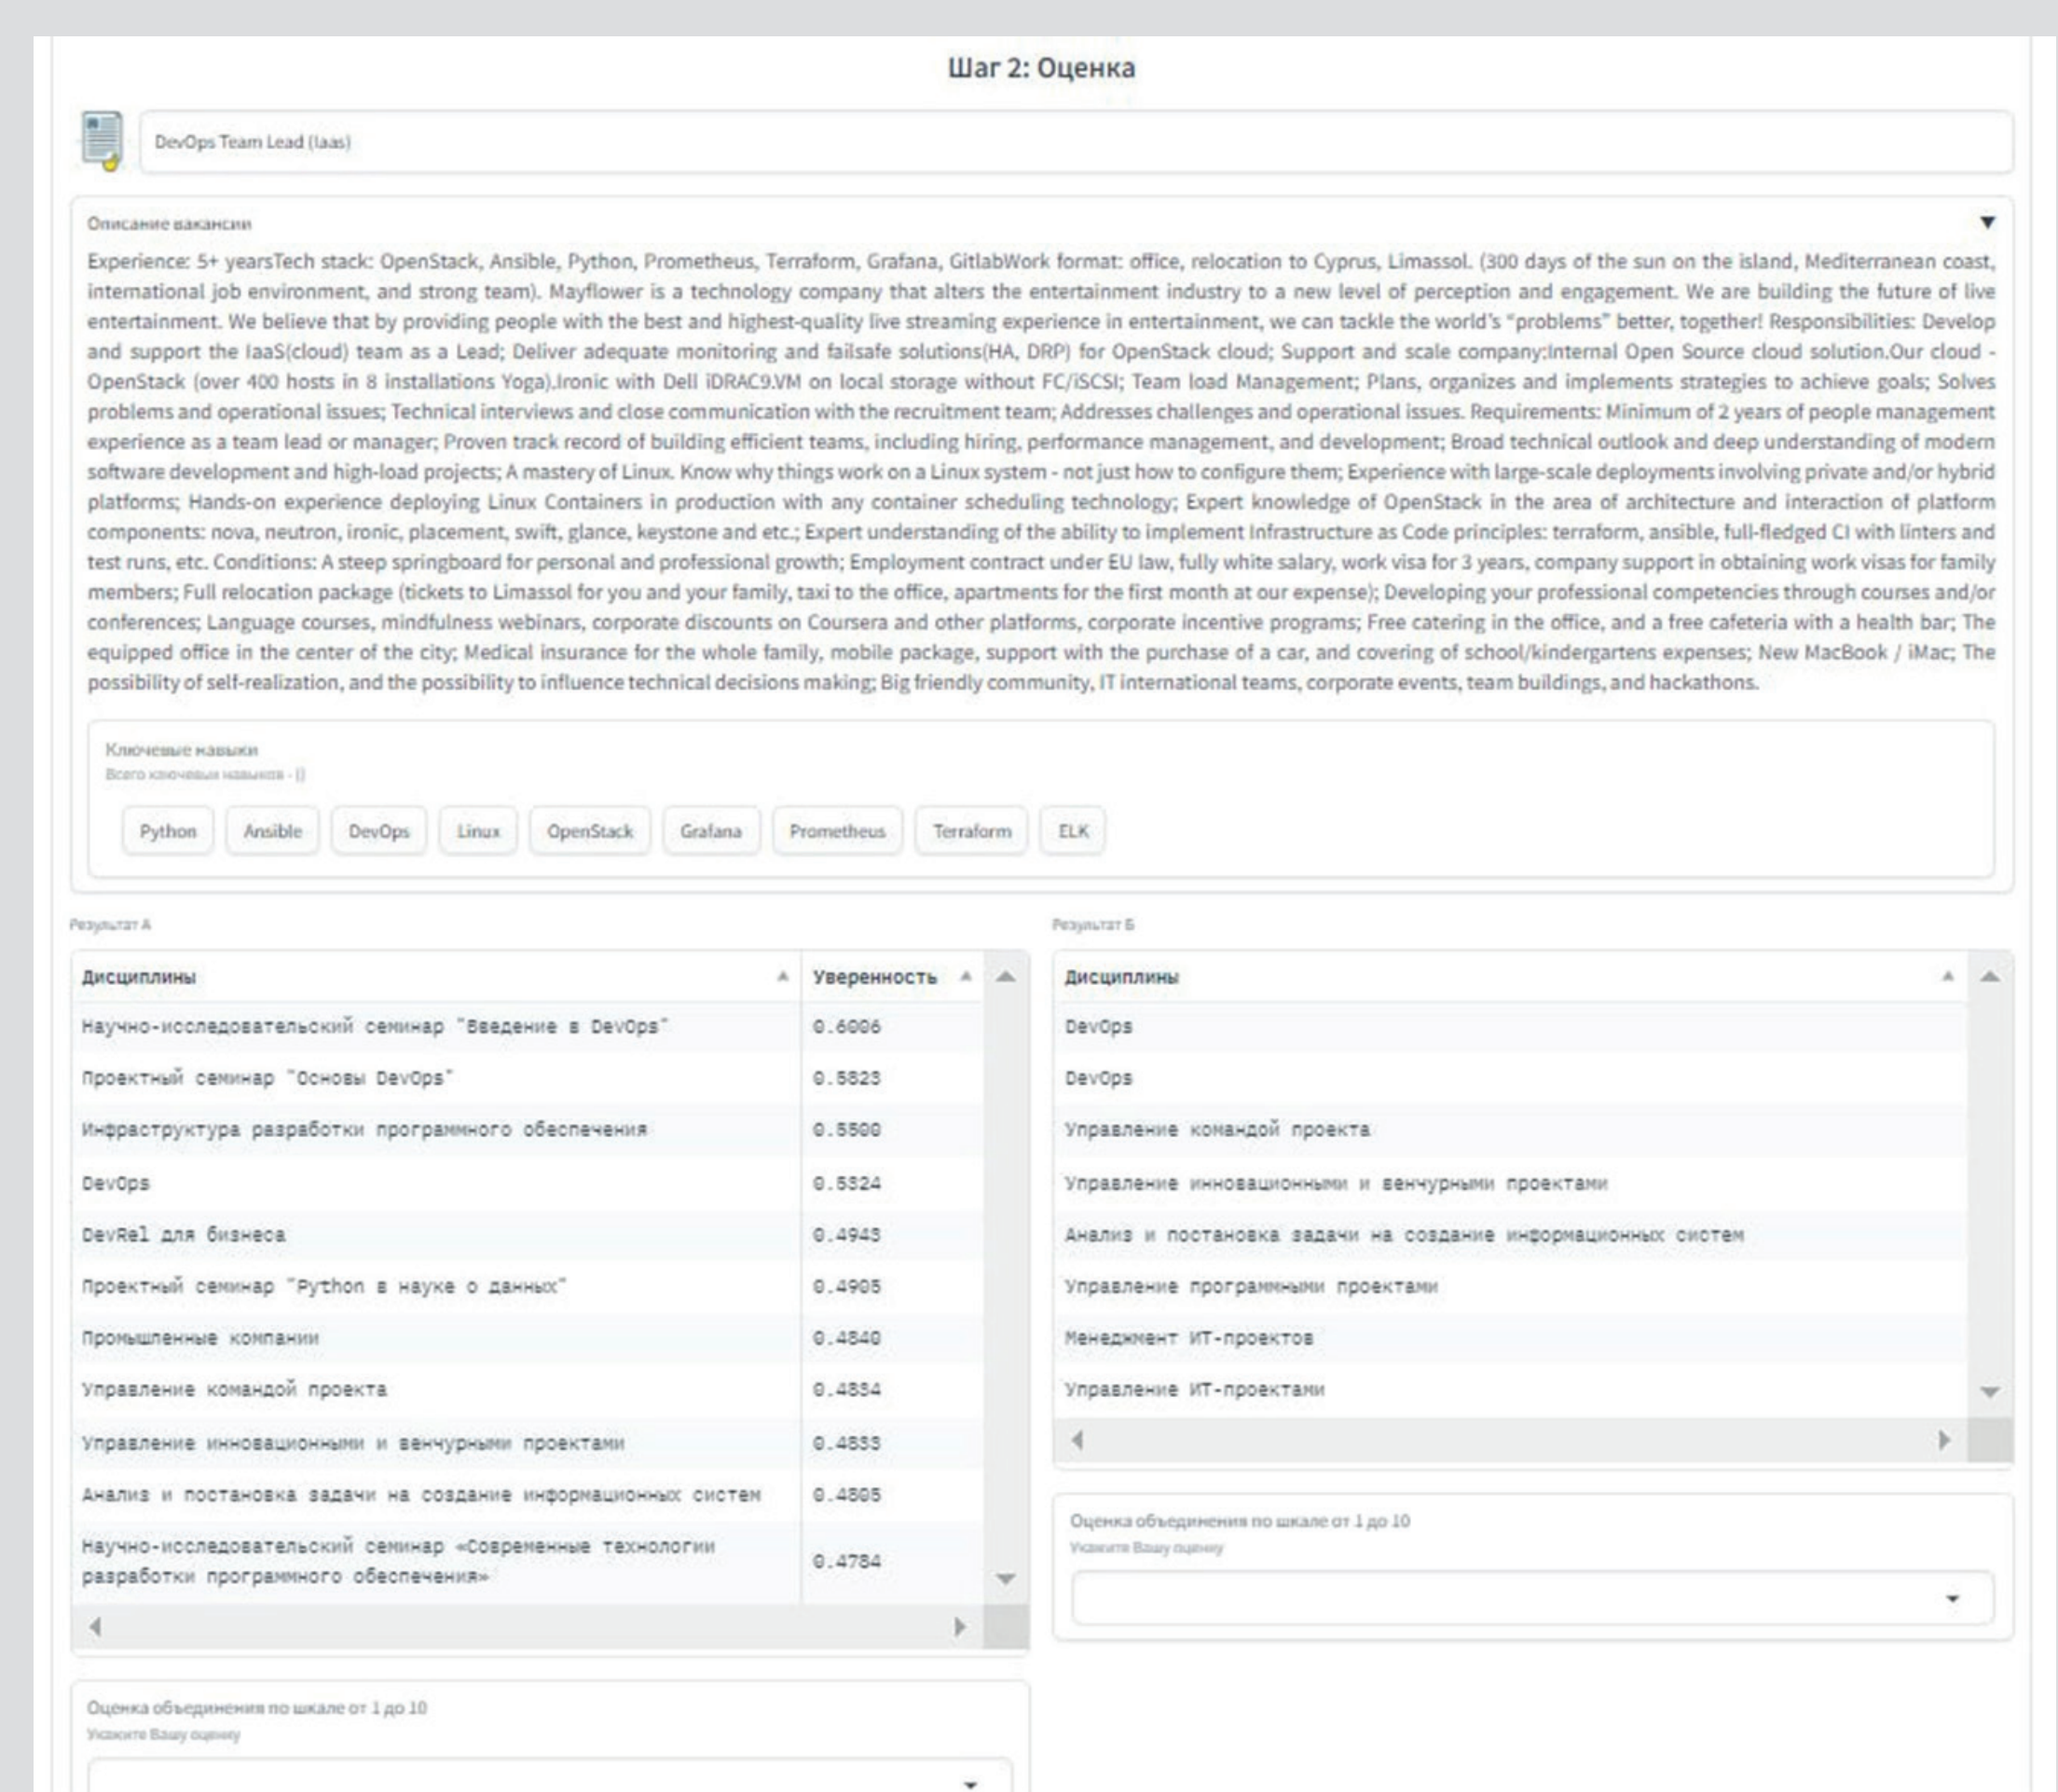 Шаг 2: Оценка
DevOps Team Lead (Iaas)
Описание вакансии
Experience: 5+ yearsTech stack: OpenStack, Ansible, Python, Prometheus, Terraform, Grafana, GitlabWork format: office, relocation to Cyprus, Limassol. (300 days of the sun on the island, Mediterranean coast,
international job environment, and strong team). Mayflower is a technology company that alters the entertainment industry to a new level of perception and engagement. We are building the future of live
entertainment. We believe that by providing people with the best and highest-quality live streaming experience in entertainment, we can tackle the world's “problems” better, together! Responsibilities: Develop
and support the IaaS(cloud) team as a Lead; Deliver adequate monitoring and failsafe solutions(HA, DRP) for OpenStack cloud; Support and scale company;Internal Open Source cloud solution.Our cloud -
OpenStack (over 400 hosts in 8 installations Yoga).Ironic with Dell iDRAC9.VM on local storage without FC/iSCSI; Team load Management; Plans, organizes and implements strategies to achieve goals; Solves
problems and operational issues; Technical interviews and close communication with the recruitment team; Addresses challenges and operational issues. Requirements: Minimum of 2 years of people management
experience as a team lead or manager; Proven track record of building efficient teams, including hiring, performance management, and development; Broad technical outlook and deep understanding of modern
software development and high-load projects; A mastery of Linux. Know why things work on a Linux system - not just how to configure them; Experience with large-scale deployments involving private and/or hybrid
platforms; Hands-on experience deploying Linux Containers in production with any container scheduling technology; Expert knowledge of OpenStack in the area of architecture and interaction of platform
components: nova, neutron, ironic, placement, swift, glance, keystone and etc.; Expert understanding of the ability to implement Infrastructure as Code principles: terraform, ansible, full-fledged CI with linters and
test runs, etc. Conditions: A steep springboard for personal and professional growth; Employment contract under EU law, fully white salary, work visa for 3 years, company support in obtaining work visas for family
members; Full relocation package (tickets to Limassol for you and your family, taxi to the office, apartments for the first month at our expense); Developing your professional competencies through courses and/or
conferences; Language courses, mindfulness webinars, corporate discounts on Coursera and other platforms, corporate incentive programs; Free catering in the office, and a free cafeteria with a health bar; The
equipped office in the center of the city; Medical insurance for the whole family, mobile package, support with the purchase of a car, and covering of school/kindergartens expenses; New MacBook / iMac; The
possibility of self-realization, and the possibility to influence technical decisions making; Big friendly community, IT international teams, corporate events, team buildings, and hackathons.
Ключевые навыки
Всего ключевых навыков - ()
Python Ansible DevOps Linux OpenStack Grafana Prometheus Terraform ELK
Результат А
Дисциплины Уверенность
Научно-исследовательский семинар "Введение в DevOps" 0.6006
Проектный семинар "Основы DevOps" 0.5823
Инфраструктура разработки программного обеспечения 0.5500
DevOps 0.5324
DevRel для бизнеса 0.4943
Проектный семинар "Python в науке о данных" 0.4905
Промышленные компании 0.4840
Управление командой проекта 0.4834
Управление инновационными и венчурными проектами 0.4833
Анализ и постановка задачи на создание информационных систем 0.4805
Научно-исследовательский семинар «Современные технологии
разработки программного обеспечения» 0.4784
Оценка объединения по шкале от 1 до 10
Укажите Вашу оценку
Результат Б
Дисциплины
DevOps
DevOps
Управление командой проекта
Управление инновационными и венчурными проектами
Анализ и постановка задачи на создание информационных систем
Управление программными проектами
Менеджмент ИТ-проектов
Управление ИТ-проектами
Оценка объединения по шкале от 1 до 10
Укажите Вашу оценку